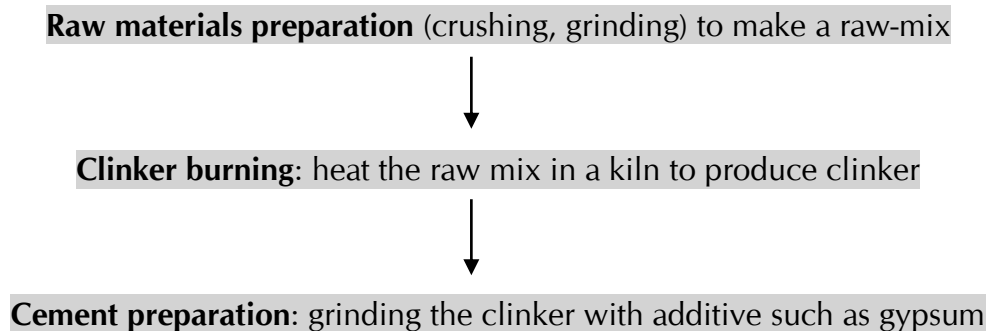 Raw materials preparation (crushing, grinding) to make a raw-mix
Clinker burning: heat the raw mix in a kiln to produce clinker
Cement preparation: grinding the clinker with additive such as gypsum